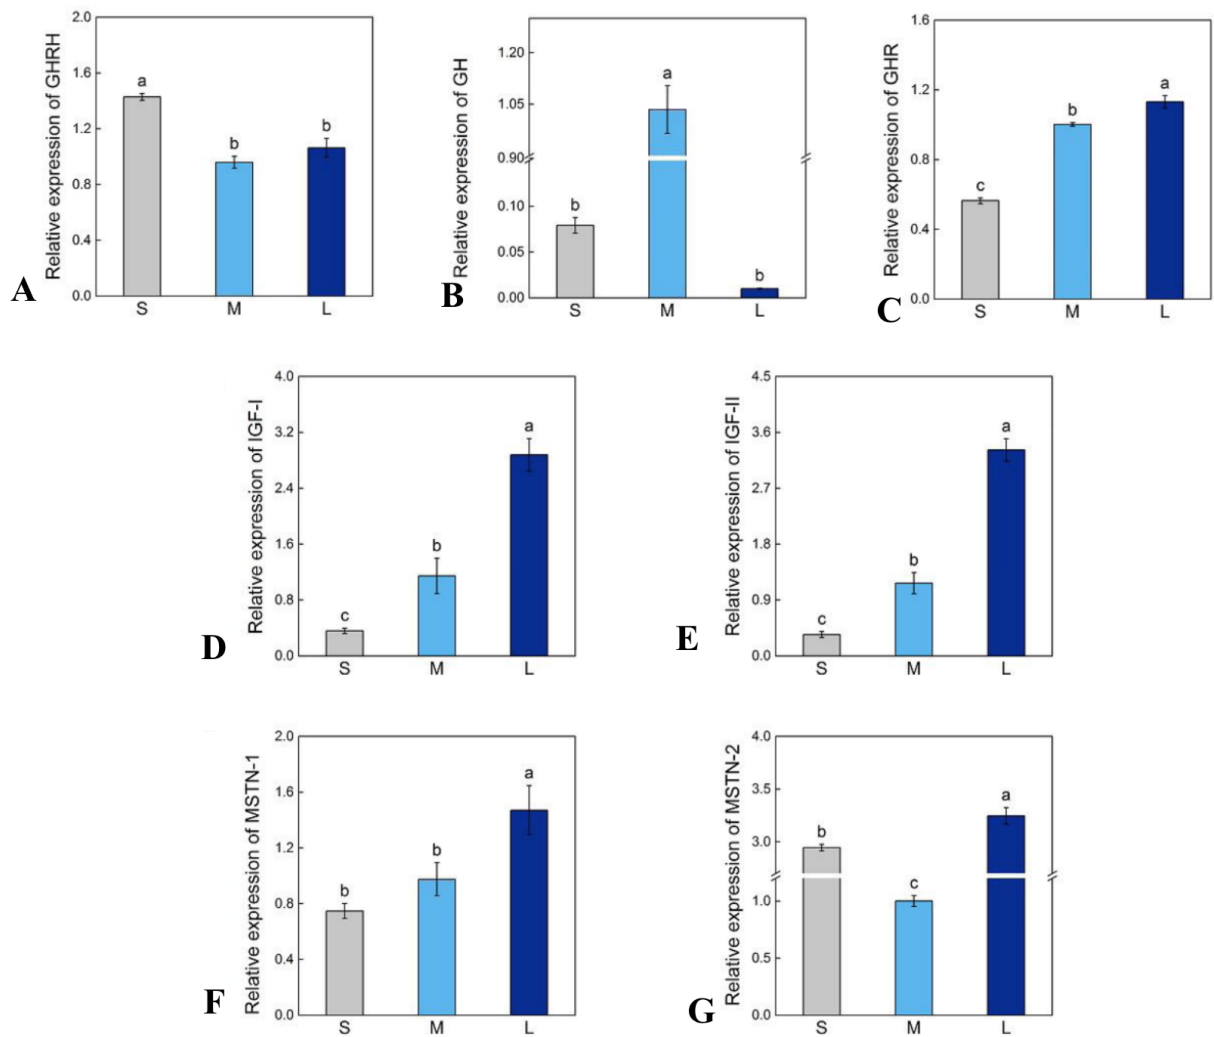 Relative expression of GHRH
2.0
1.6
1.2
0.8
0.4
0.0
a
b
b
S M L
A
Relative expression of GH
1.20
1.05
0.90
0.10
0.05
0.00
b
a
b
S M L
B
Relative expression of GHR
1.6
1.2
0.8
0.4
0.0
c
b
a
S M L
C
Relative expression of IGF-I
4.0
3.2
2.4
1.6
0.8
0.0
c
b
a
S M L
D
Relative expression of IGF-II
4.5
3.6
2.7
1.8
0.9
0.0
c
b
a
S M L
E
Relative expression of MSTN-1
2.0
1.6
1.2
0.8
0.4
0.0
b
b
a
S M L
F
Relative expression of MSTN-2
4.0
3.5
3.0
1.0
0.5
0.0
b
c
a
S M L
G